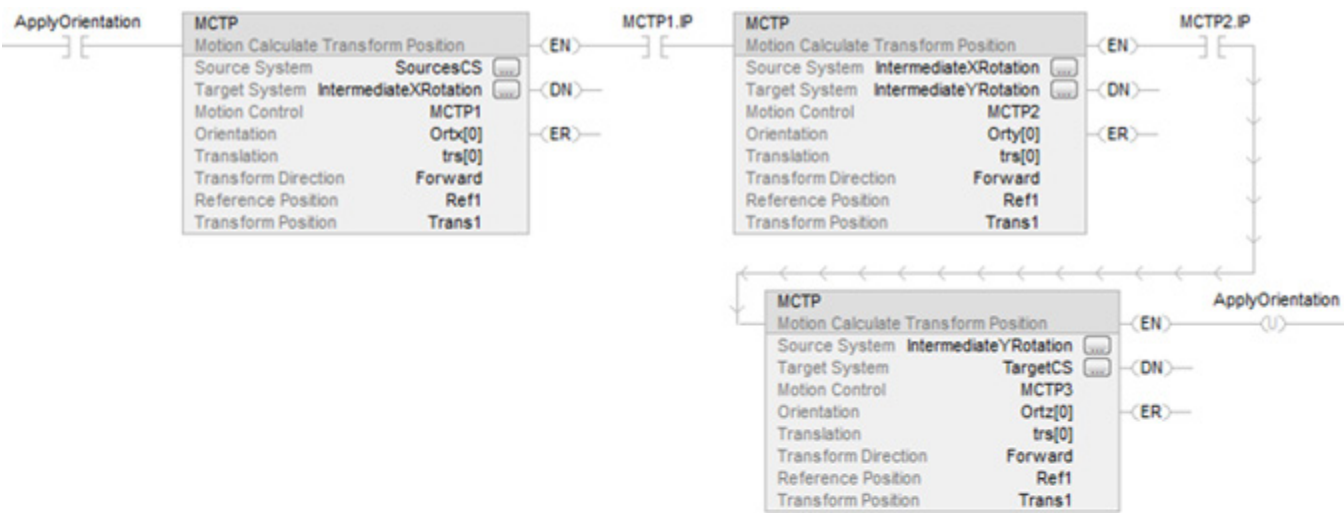 ApplyOrientation
MCTP
Motion Calculate Transform Position
Source System SourcesCS ...
Target System IntermediateXRotation ...
Motion Control MCTP1
Orientation Ortx[0]
Translation trs[0]
Transform Direction Forward
Reference Position Ref1
Transform Position Trans1
EN
DN
ER
MCTP1.IP
MCTP
Motion Calculate Transform Position
Source System IntermediateXRotation ...
Target System IntermediateYRotation ...
Motion Control MCTP2
Orientation Orty[0]
Translation trs[0]
Transform Direction Forward
Reference Position Ref1
Transform Position Trans1
EN
DN
ER
MCTP2.IP
MCTP
Motion Calculate Transform Position
Source System IntermediateYRotation ...
Target System TargetCS ...
Motion Control MCTP3
Orientation Ortz[0]
Translation trs[0]
Transform Direction Forward
Reference Position Ref1
Transform Position Trans1
EN
DN
ER
ApplyOrientation
U